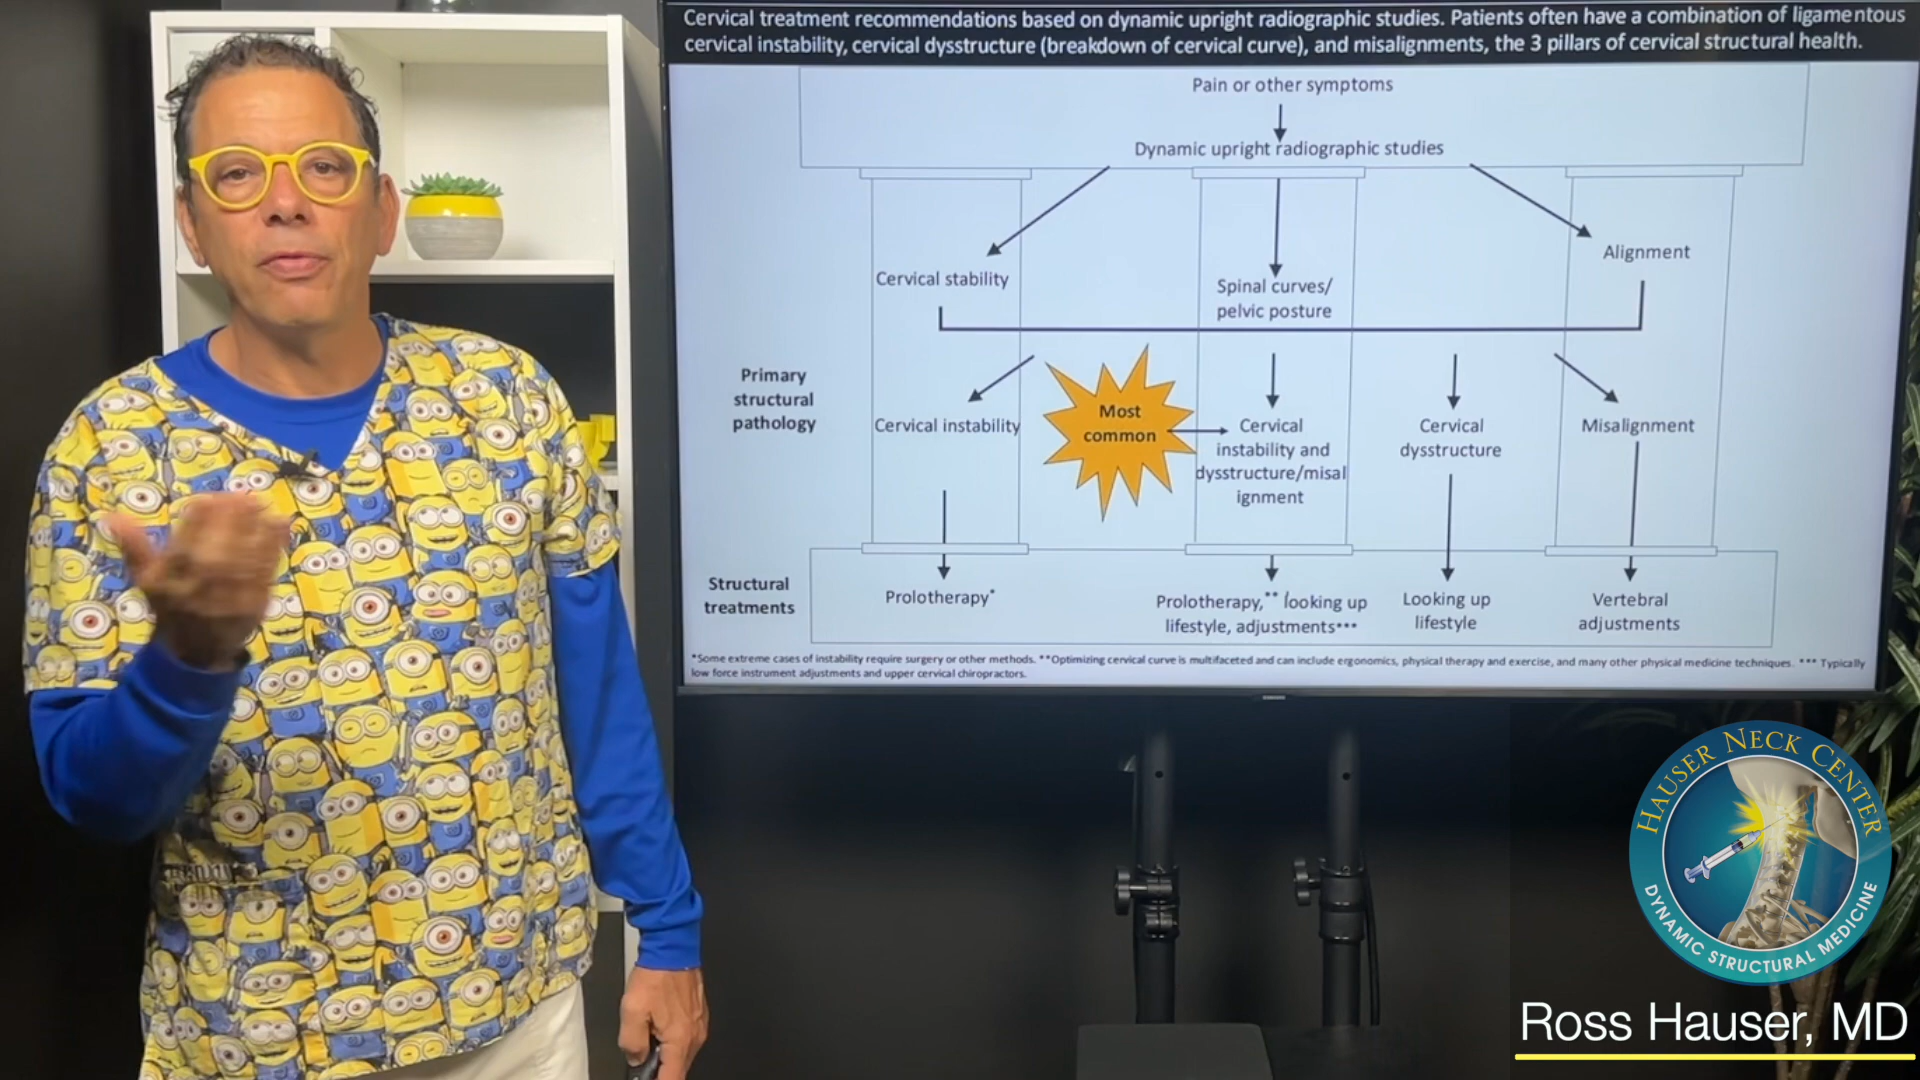 Cervical treatment recommendations based on dynamic upright radiographic studies. Patients often have a combination of ligamentous
cervical instability, cervical dysstructure (breakdown of cervical curve), and misalignments, the 3 pillars of cervical structural health.
Pain or other symptoms
Dynamic upright radiographic studies
Cervical stability
Spinal curves/
pelvic posture
Alignment
Primary
structural
pathology
Cervical instability
Most
common
Cervical
instability and
dysstructure/misal
ignment
Cervical
dysstructure
Misalignment
Structural
treatments
Prolotherapy*
Prolotherapy,** looking up
lifestyle, adjustments***
Looking up
lifestyle
Vertebral
adjustments
*Some extreme cases of instability require surgery or other methods. **Optimizing cervical curve is multifaceted and can include ergonomics, physical therapy and exercise, and many other physical medicine techniques. *** Typically
low force instrument adjustments and upper cervical chiropractors.
HAUSER NECK CENTER
DYNAMIC STRUCTURAL MEDICINE
Ross Hauser, MD